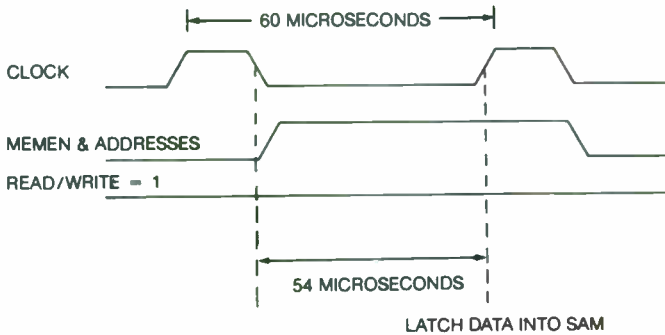 60 MICROSECONDS
CLOCK
MEMEN & ADDRESSES
READ/WRITE = 1
54 MICROSECONDS
LATCH DATA INTO SAM